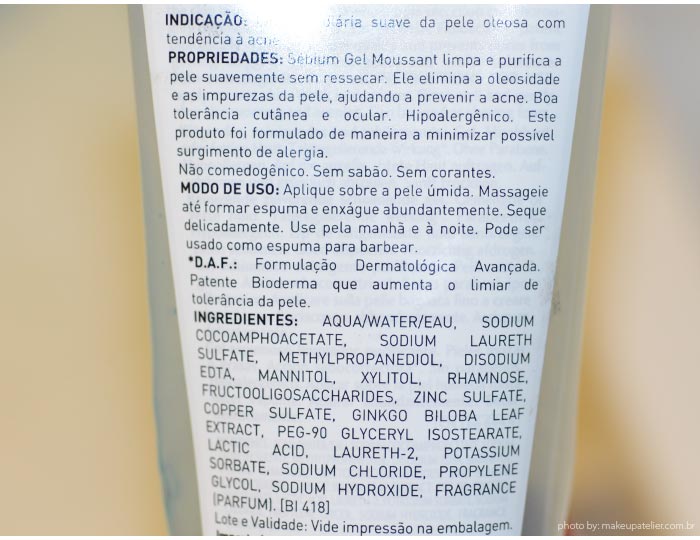 INDICAÇÃO: ária suave da pele oleosa com
tendência à acne
PROPRIEDADES: Sébium Gel Moussant limpa e purifica a
pele suavemente sem ressecar. Ele elimina a oleosidade
e as impurezas da pele, ajudando a prevenir a acne. Boa
tolerância cutânea e ocular. Hipoalergênico. Este
produto foi formulado de maneira a minimizar possível
surgimento de alergia.
Não comedogênico. Sem sabão. Sem corantes.
MODO DE USO: Aplique sobre a pele úmida. Massageie
até formar espuma e enxágue abundantemente. Seque
delicadamente. Use pela manhã e à noite. Pode ser
usado como espuma para barbear.
*D.A.F.: Formulação Dermatológica Avançada.
Patente Bioderma que aumenta o limiar de
tolerância da pele.
INGREDIENTES: AQUA/WATER/EAU, SODIUM
COCOAMPHOACETATE, SODIUM LAURETH
SULFATE, METHYLPROPANEDIOL, DISODIUM
EDTA, MANNITOL, XYLITOL, RHAMNOSE,
FRUCTOOLIGOSACCHARIDES, ZINC SULFATE,
COPPER SULFATE, GINKGO BILOBA LEAF
EXTRACT, PEG-90 GLYCERYL ISOSTEARATE,
LACTIC ACID, LAURETH-2, POTASSIUM
SORBATE, SODIUM CHLORIDE, PROPYLENE
GLYCOL, SODIUM HYDROXIDE, FRAGRANCE
(PARFUM). [BI 418]
Lote e Validade: Vide impressão na embalagem.
photo by: makeupatelier.com.br